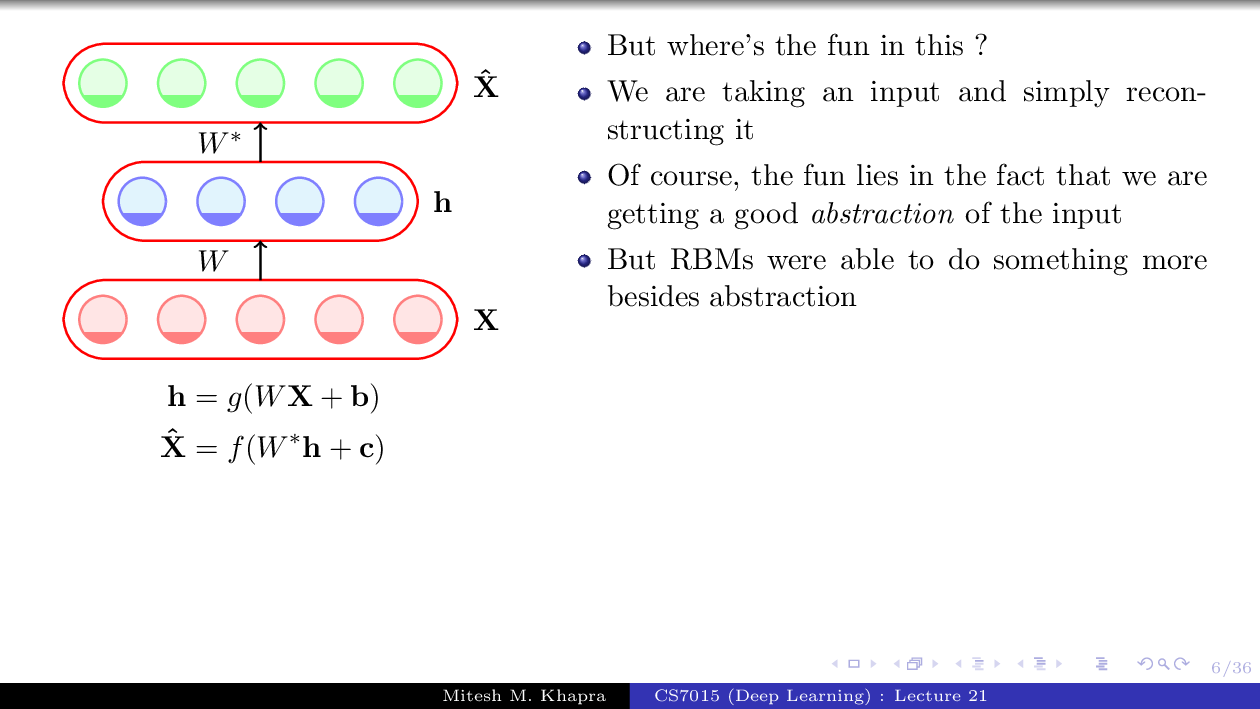 X̂
W*
h
W
X
h = g(WX + b)
X̂ = f(W*h + c)
But where's the fun in this ?
We are taking an input and simply recon-
structing it
Of course, the fun lies in the fact that we are
getting a good abstraction of the input
But RBMs were able to do something more
besides abstraction
6/36
Mitesh M. Khapra
CS7015 (Deep Learning) : Lecture 21